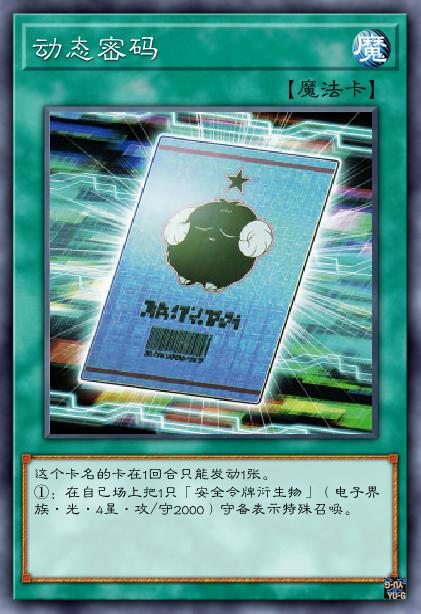 动态密码
魔
【魔法卡】
这个卡名的卡在1回合只能发动1张。
①：在自己场上把1只「安全令牌衍生物」（电子界
族·光·4星·攻/守2000）守备表示特殊召唤。